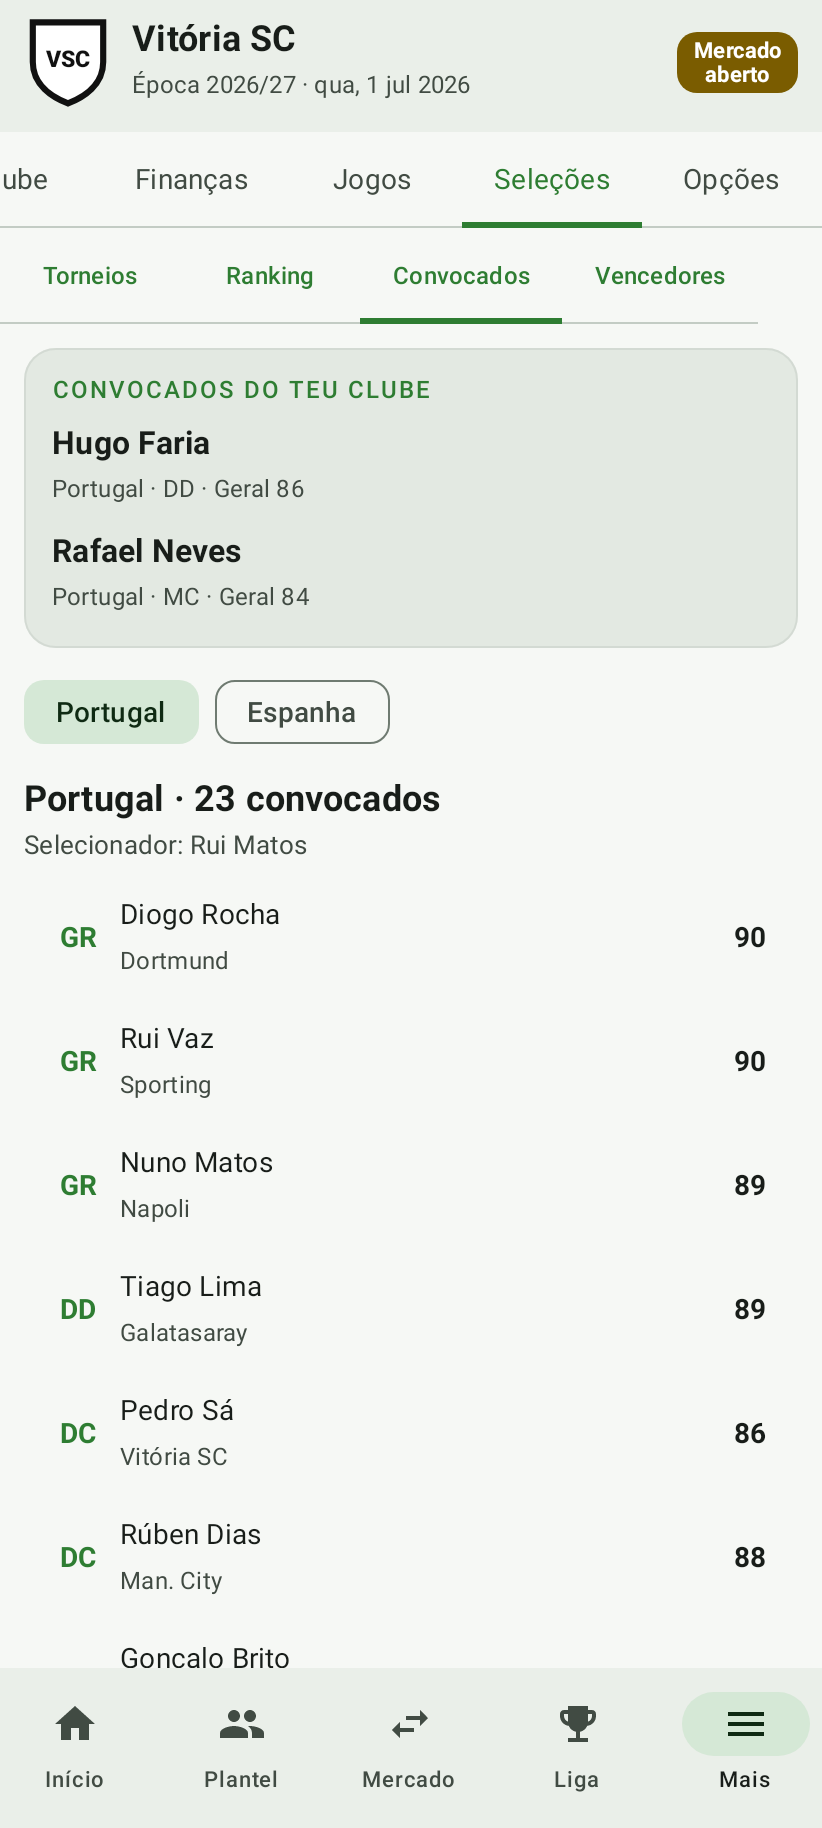 VSC
Vitória SC
Época 2026/27 · qua, 1 jul 2026
Mercado
aberto
ube
Finanças
Jogos
Seleções
Opções
Torneios
Ranking
Convocados
Vencedores
CONVOCADOS DO TEU CLUBE
Hugo Faria
Portugal · DD · Geral 86
Rafael Neves
Portugal · MC · Geral 84
Portugal
Espanha
Portugal · 23 convocados
Selecionador: Rui Matos
GR
Diogo Rocha
Dortmund
90
GR
Rui Vaz
Sporting
90
GR
Nuno Matos
Napoli
89
DD
Tiago Lima
Galatasaray
89
DC
Pedro Sá
Vitória SC
86
DC
Rúben Dias
Man. City
88
Goncalo Brito
Início
Plantel
Mercado
Liga
Mais